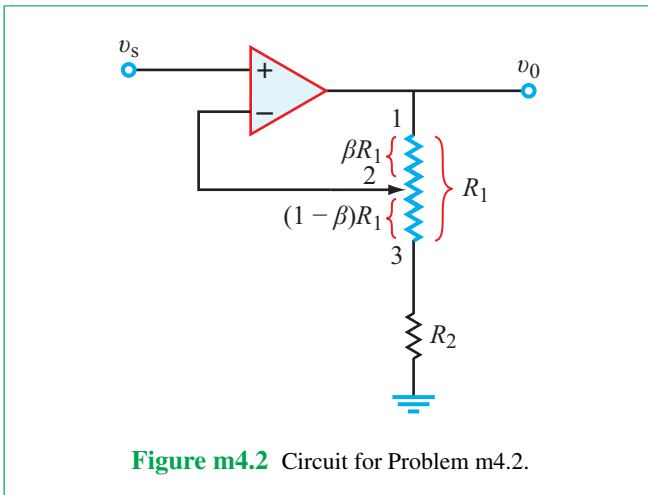 υs
υ0
+
−
1
βR1
2
R1
(1 − β)R1
3
R2
Figure m4.2 Circuit for Problem m4.2.